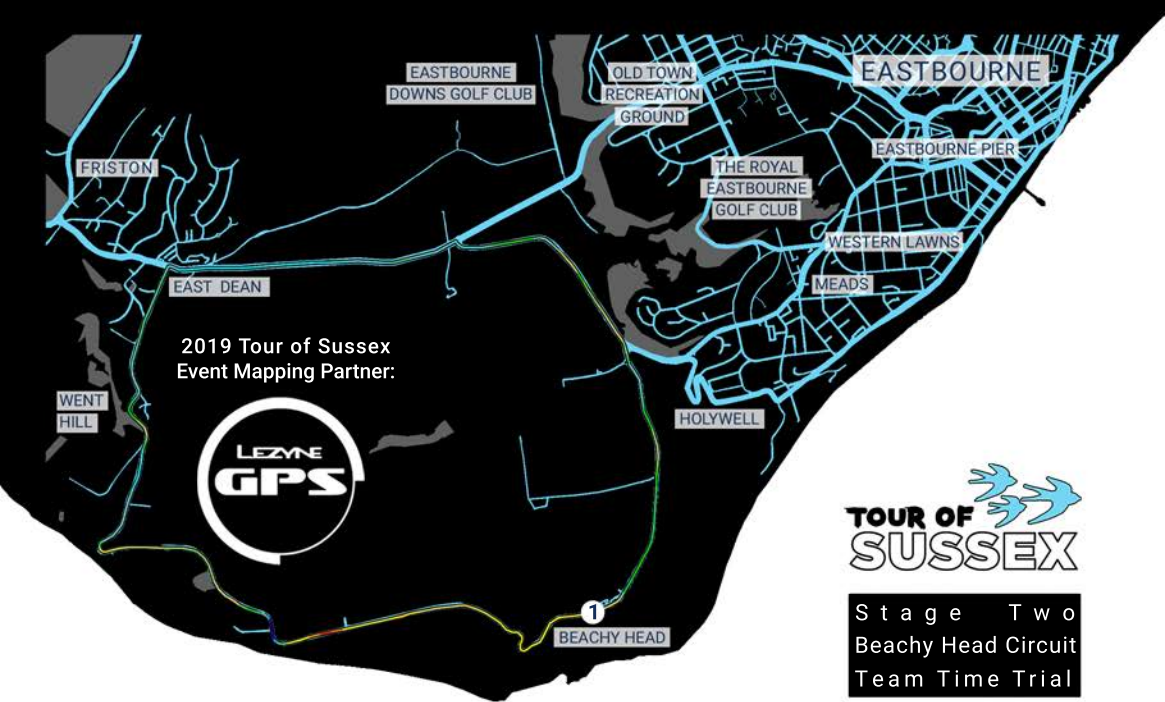 EASTBOURNE
DOWNS GOLF CLUB
OLD TOWN
RECREATION
GROUND
EASTBOURNE
EASTBOURNE PIER
FRISTON
THE ROYAL
EASTBOURNE
GOLF CLUB
WESTERN LAWNS
MEADS
EAST DEAN
2019 Tour of Sussex
Event Mapping Partner:
WENT
HILL
HOLYWELL
LEZYNE
GPS
TOUR OF
SUSSEX
1
BEACHY HEAD
Stage Two
Beachy Head Circuit
Team Time Trial